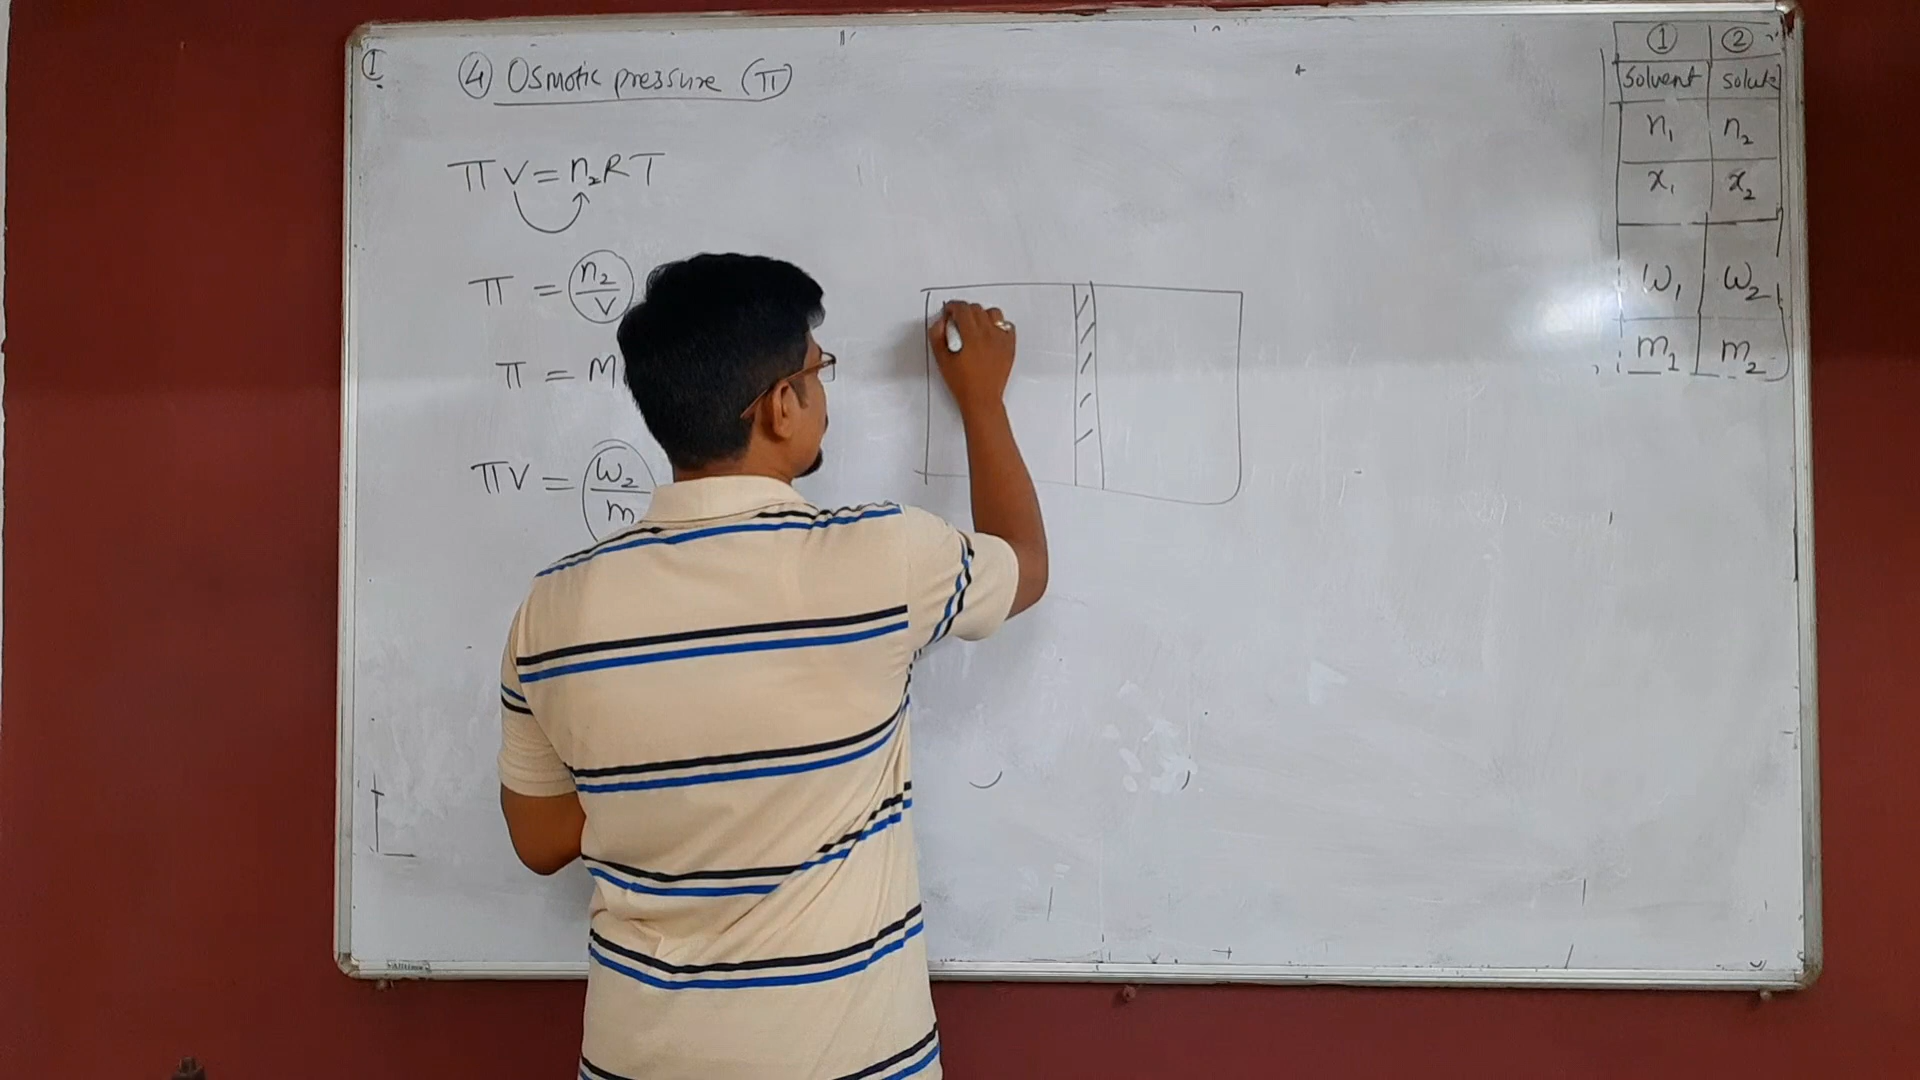 I
④ Osmotic pressure (π)
πV = n₂RT
π = n₂/V
π = M
πV = w₂/m
① ②
Solvent solute
n₁ n₂
x₁ x₂
w₁ w₂
m₂ m₂